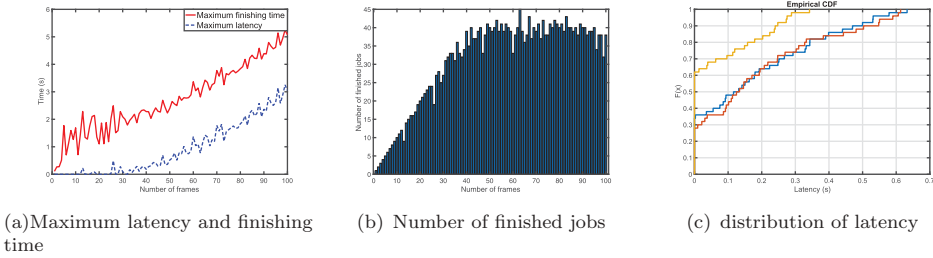 Maximum finishing time
Maximum latency
Time (s)
6
5
4
3
2
1
0
0 10 20 30 40 50 60 70 80 90 100
Number of frames
Number of finished jobs
45
40
35
30
25
20
15
10
5
0
0 10 20 30 40 50 60 70 80 90 100
Number of frames
Empirical CDF
F(x)
1
0.9
0.8
0.7
0.6
0.5
0.4
0.3
0.2
0.1
0
0 0.1 0.2 0.3 0.4 0.5 0.6 0.7
Latency (s)
(a)Maximum latency and finishing
time
(b) Number of finished jobs
(c) distribution of latency